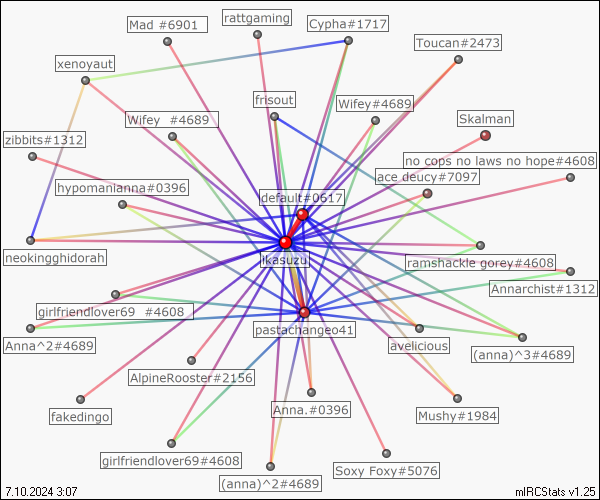 Mad #6901
rattgaming
Cypha#1717
Toucan#2473
xenoyaut
frisout
Wifey #4689
Wifey#4689
Skalman
zibbits#1312
no cops no laws no hope#4608
ace deucy#7097
hypomanianna#0396
default#0617
neokingghidorah
ikasuzu
ramshackle gorey#4608
Annarchist#1312
girlfriendlover69 #4608
pastachangeo41
Anna^2#4689
avelicious
(anna)^3#4689
AlpineRooster#2156
Anna.#0396
fakedingo
Mushy#1984
girlfriendlover69#4608
Soxy Foxy#5076
(anna)^2#4689
7.10.2024 3:07
mIRCStats v1.25